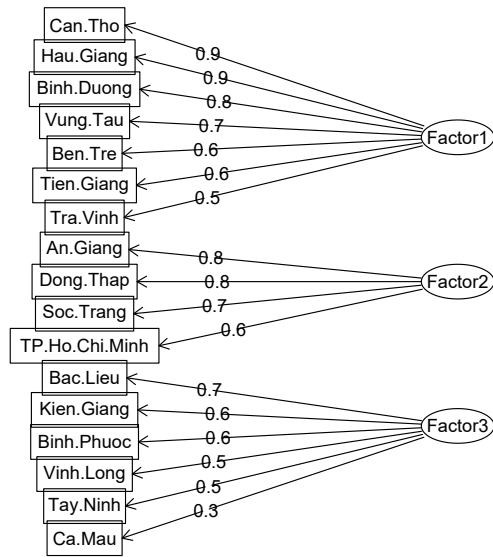 Can.Tho
0.9
Hau.Giang
0.9
Binh.Duong
0.8
Vung.Tau
0.7
Factor1
Ben.Tre
0.6
Tien.Giang
0.6
Tra.Vinh
0.5
An.Giang
0.8
Dong.Thap
0.8
Factor2
Soc.Trang
0.7
TP.Ho.Chi.Minh
0.6
Bac.Lieu
0.7
Kien.Giang
0.6
Factor3
Binh.Phuoc
0.6
Vinh.Long
0.5
Tay.Ninh
0.5
Ca.Mau
0.3